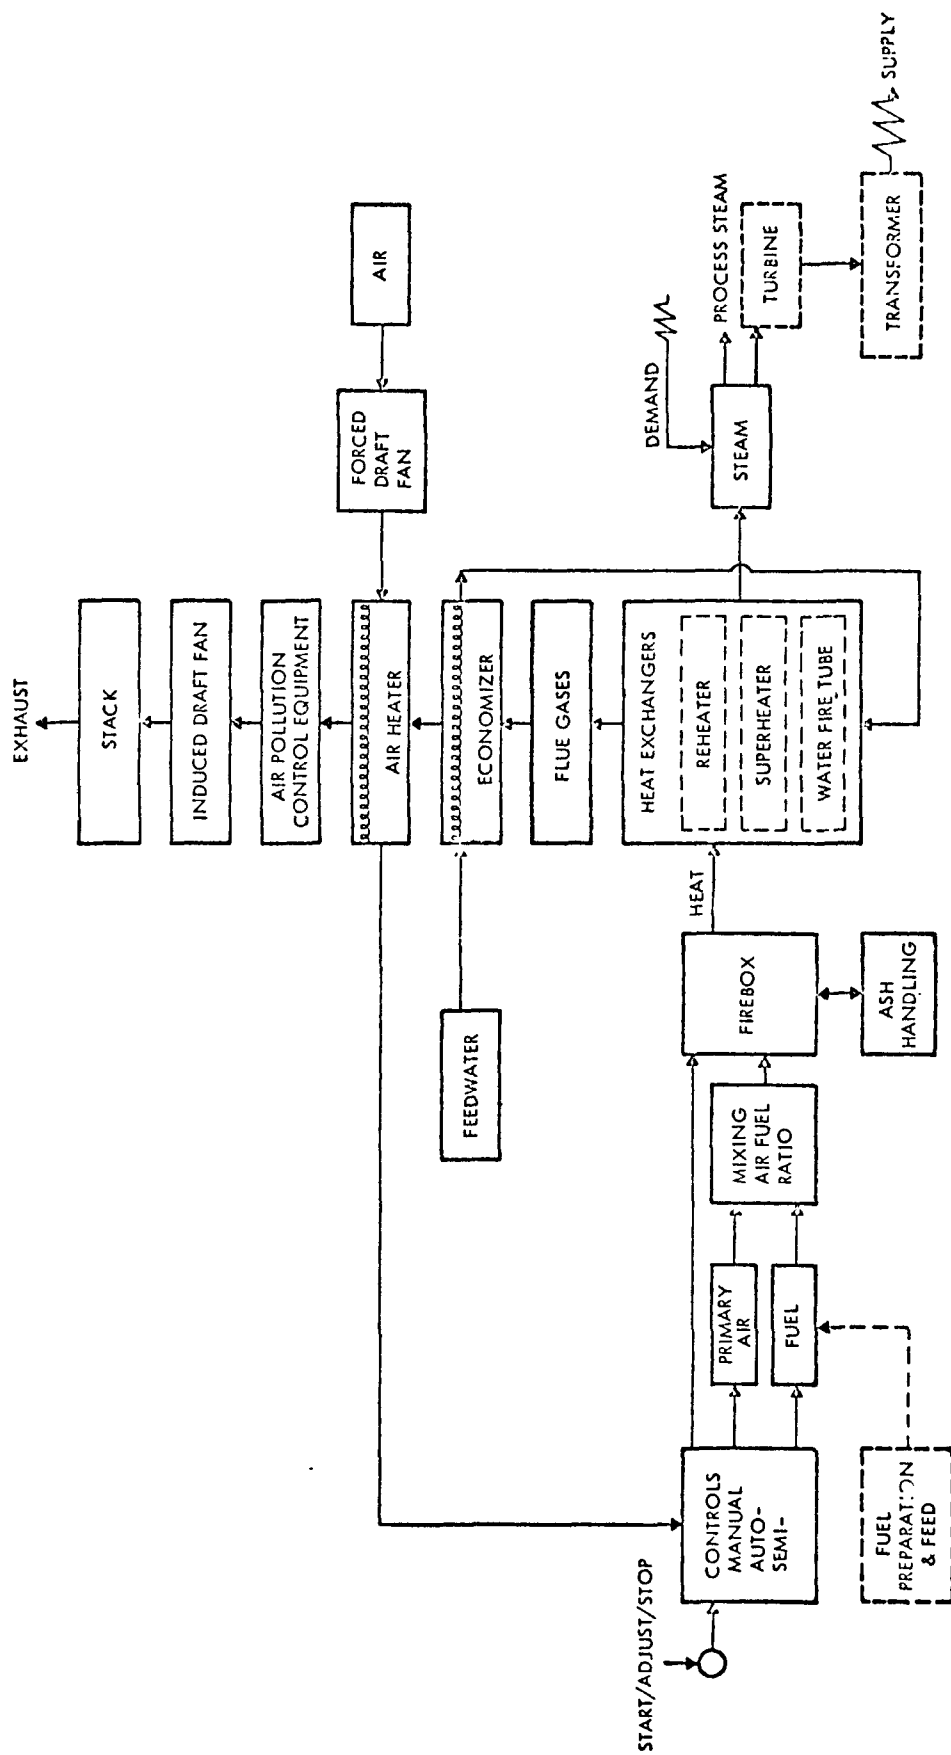 EXHAUST
STACK
INDUCED DRAFT FAN
AIR POLLUTION
CONTROL EQUIPMENT
AIR HEATER
FORCED
DRAFT
FAN
AIR
FEEDWATER
ECONOMIZER
FLUE GASES
START/ADJUST/STOP
CONTROLS
MANUAL
AUTO-
SEMI-
PRIMARY
AIR
FUEL
MIXING
AIR FUEL
RATIO
FIREBOX
HEAT
HEAT EXCHANGERS
REHEATER
SUPERHEATER
WATER FIRE TUBE
DEMAND
STEAM
PROCESS STEAM
TURBINE
FUEL
PREPARATION
& FEED
ASH
HANDLING
TRANSFORMER
SUPPLY